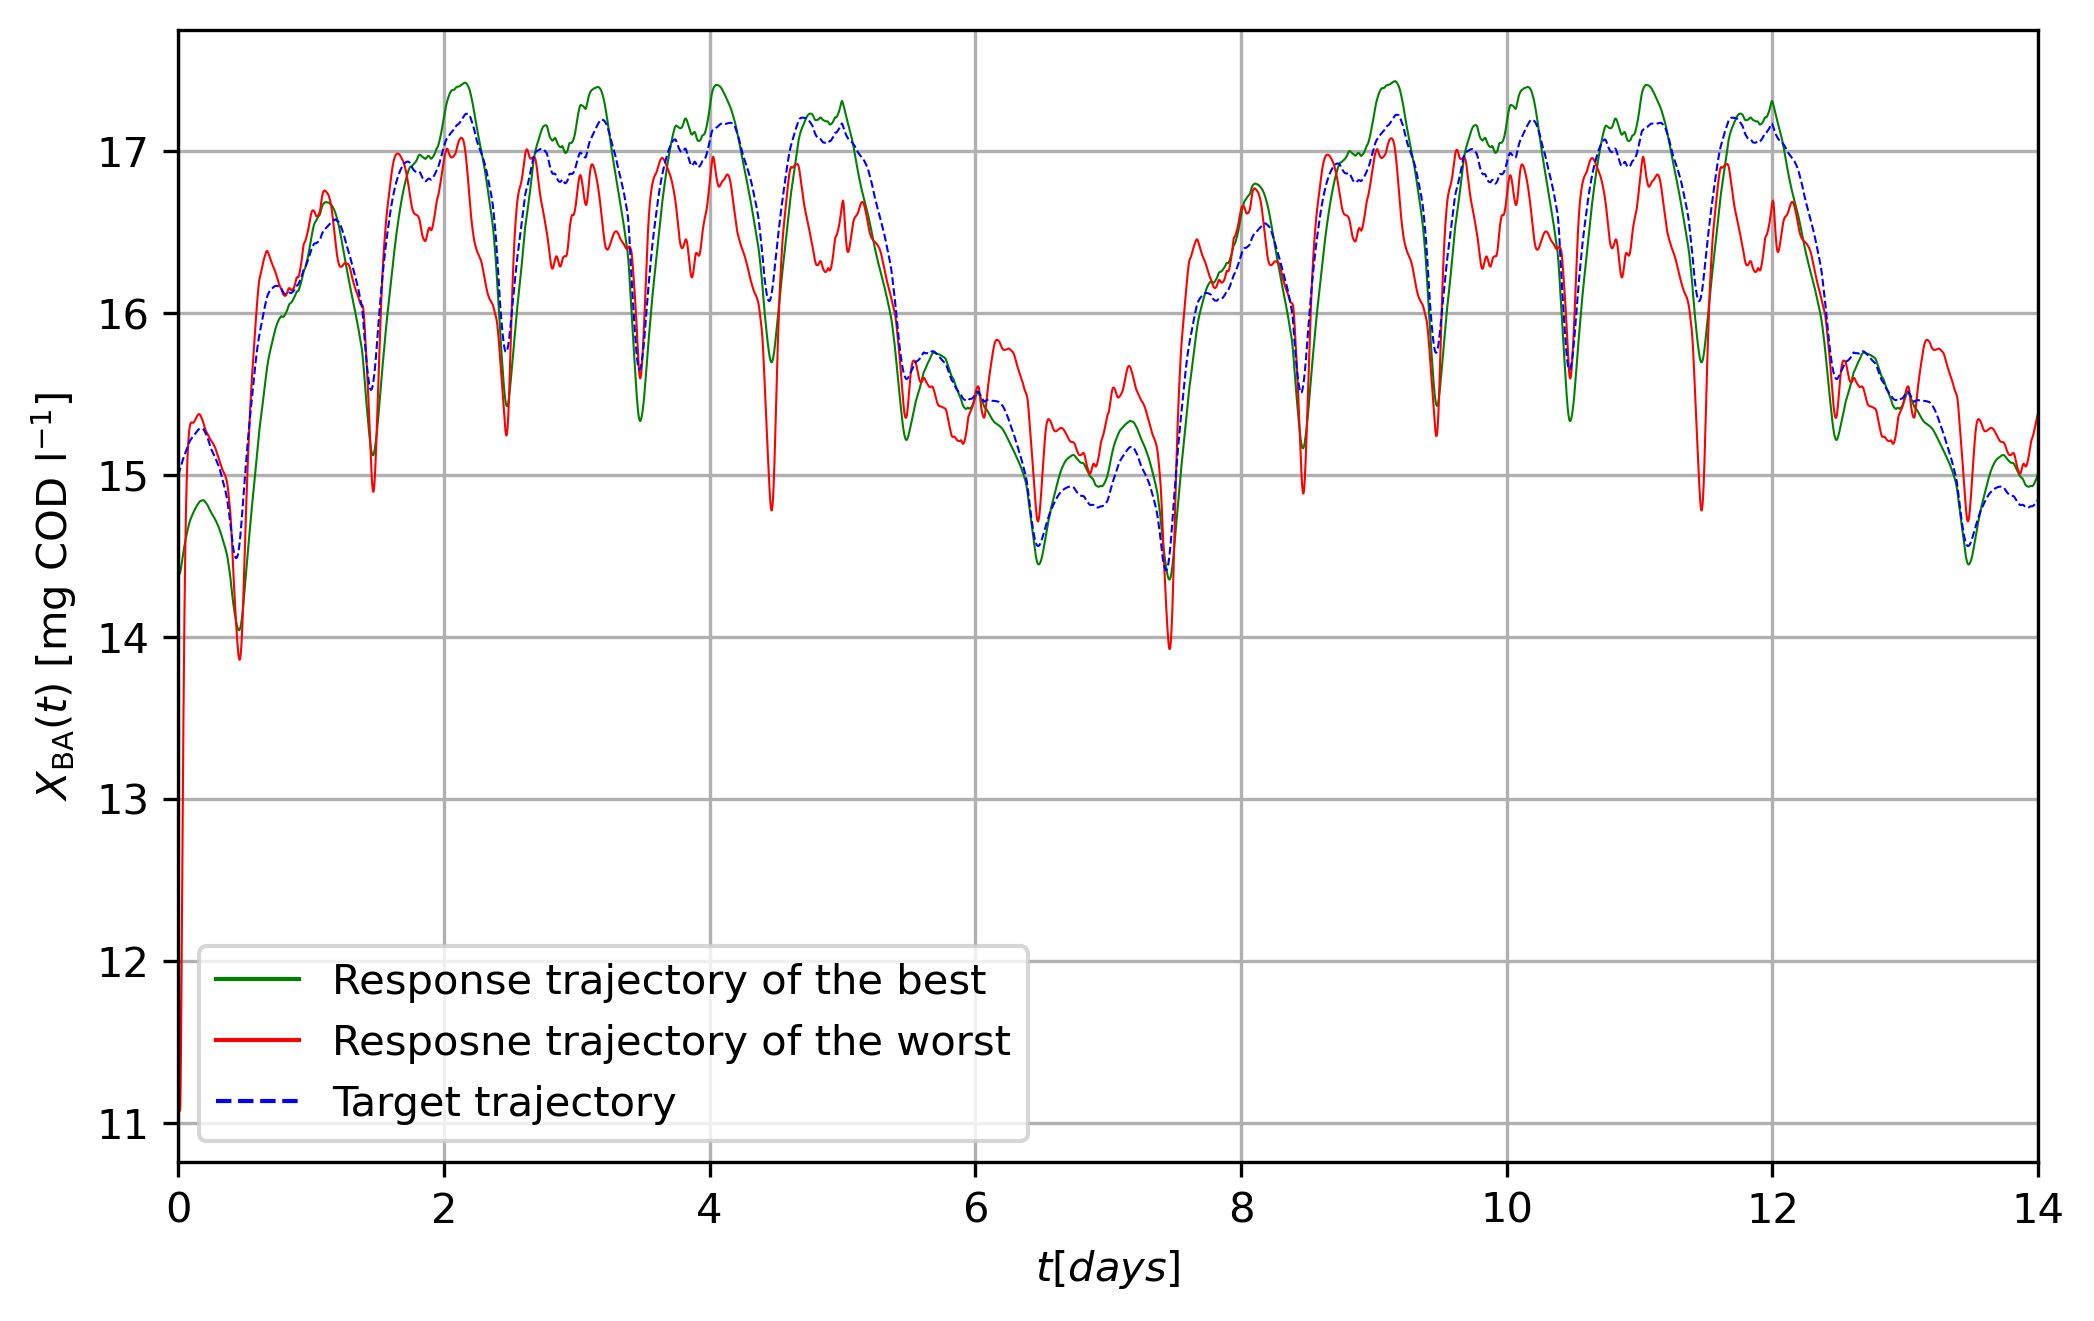 17
16
15
14
13
12
11
X_BA(t) [mg COD l⁻¹]
Response trajectory of the best
Resposne trajectory of the worst
Target trajectory
0 2 4 6 8 10 12 14
t[days]